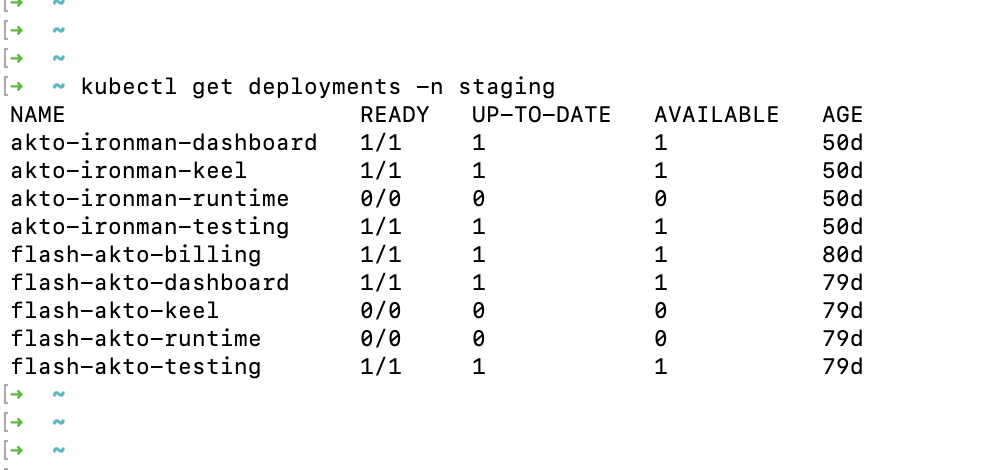 [➜ ~
[➜ ~
[➜ ~
[➜ ~ kubectl get deployments -n staging
NAME READY UP-TO-DATE AVAILABLE AGE
akto-ironman-dashboard 1/1 1 1 50d
akto-ironman-keel 1/1 1 1 50d
akto-ironman-runtime 0/0 0 0 50d
akto-ironman-testing 1/1 1 1 50d
flash-akto-billing 1/1 1 1 80d
flash-akto-dashboard 1/1 1 1 79d
flash-akto-keel 0/0 0 0 79d
flash-akto-runtime 0/0 0 0 79d
flash-akto-testing 1/1 1 1 79d
[➜ ~
[➜ ~
[➜ ~